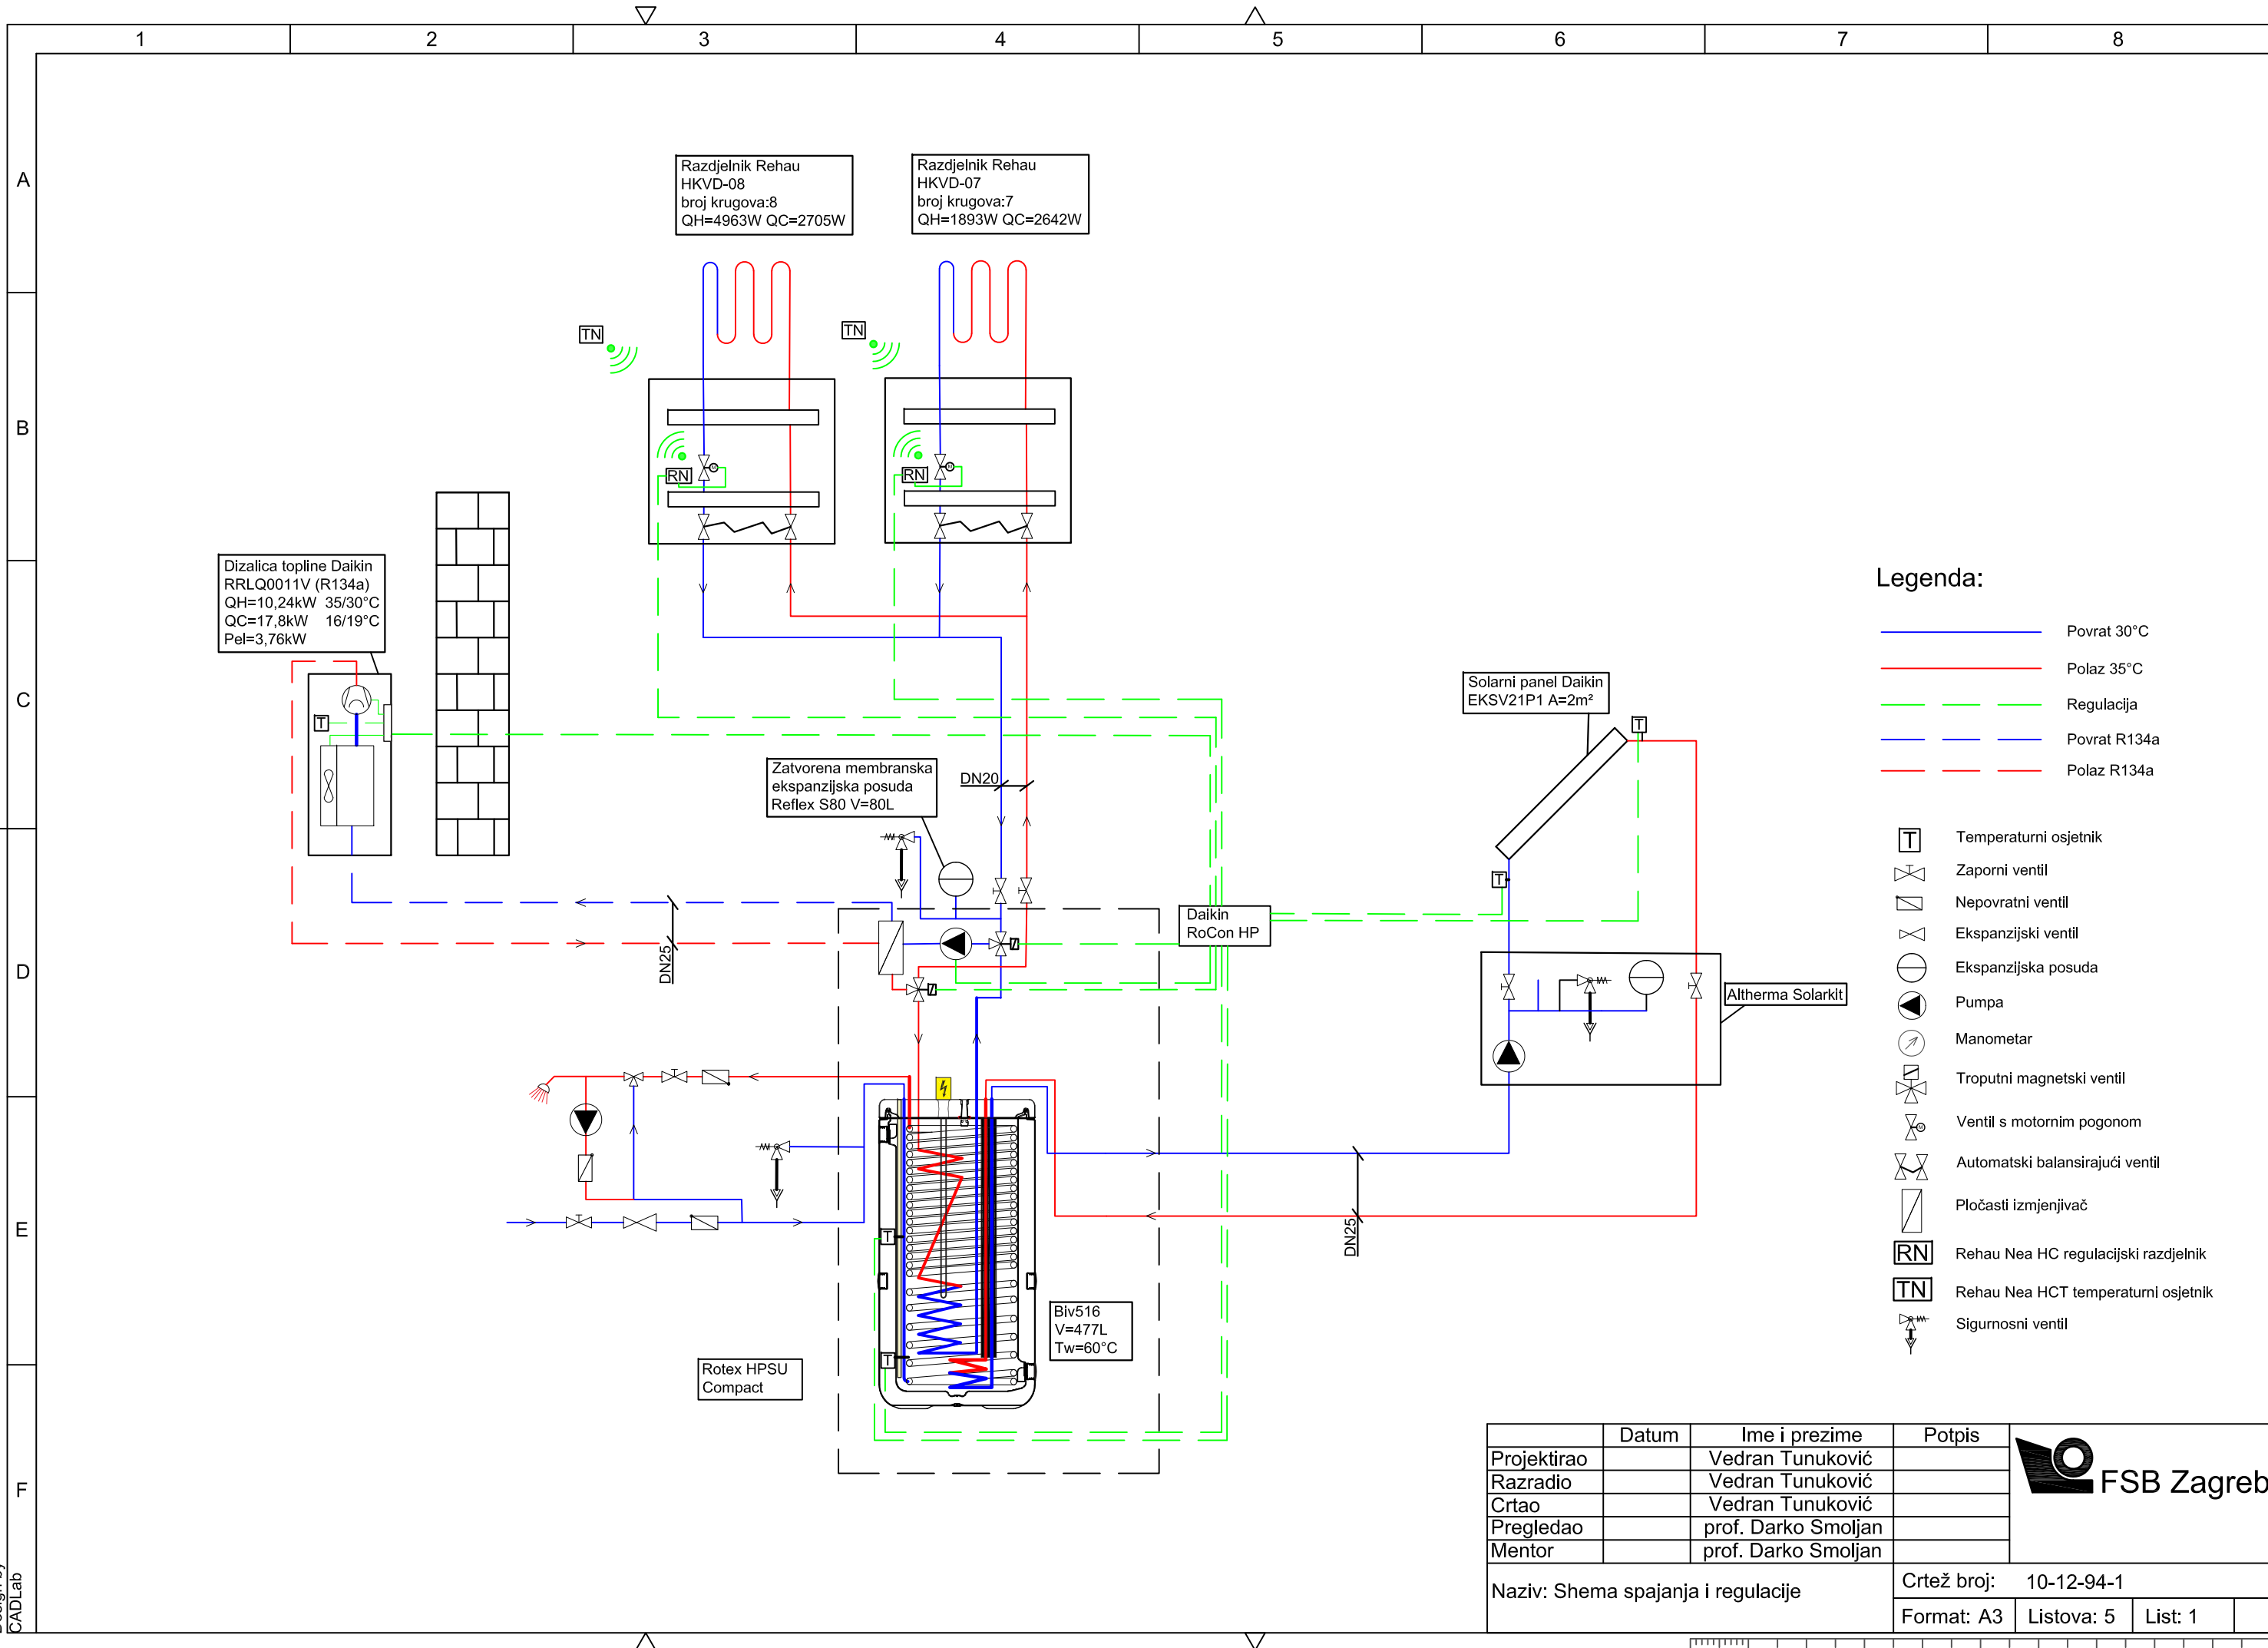 1 2 3 4 5 6 7 8
A
B
C
D
E
F
Razdjelnik Rehau
HKVD-08
broj krugova:8
QH=4963W QC=2705W
Razdjelnik Rehau
HKVD-07
broj krugova:7
QH=1893W QC=2642W
TN
TN
RN
RN
Dizalica topline Daikin
RRLQ0011V (R134a)
QH=10,24kW 35/30°C
QC=17,8kW 16/19°C
Pel=3,76kW
T
Zatvorena membranska
ekspanzijska posuda
Reflex S80 V=80L
DN20
DN25
Daikin
RoCon HP
Solarni panel Daikin
EKSV21P1 A=2m²
T
T
Altherma Solarkit
DN25
T
T
Biv516
V=477L
Tw=60°C
Rotex HPSU
Compact
Legenda:
Povrat 30°C
Polaz 35°C
Regulacija
Povrat R134a
Polaz R134a
T Temperaturni osjetnik
Zaporni ventil
Nepovratni ventil
Ekspanzijski ventil
Ekspanzijska posuda
Pumpa
Manometar
Troputni magnetski ventil
Ventil s motornim pogonom
Automatski balansirajući ventil
Pločasti izmjenjivač
RN Rehau Nea HC regulacijski razdjelnik
TN Rehau Nea HCT temperaturni osjetnik
Sigurnosni ventil
Datum Ime i prezime Potpis
Projektirao Vedran Tunuković
Razradio Vedran Tunuković
Crtao Vedran Tunuković
Pregledao prof. Darko Smoljan
Mentor prof. Darko Smoljan
FSB Zagreb
Naziv: Shema spajanja i regulacije
Crtež broj: 10-12-94-1
Format: A3 Listova: 5 List: 1
CADLab